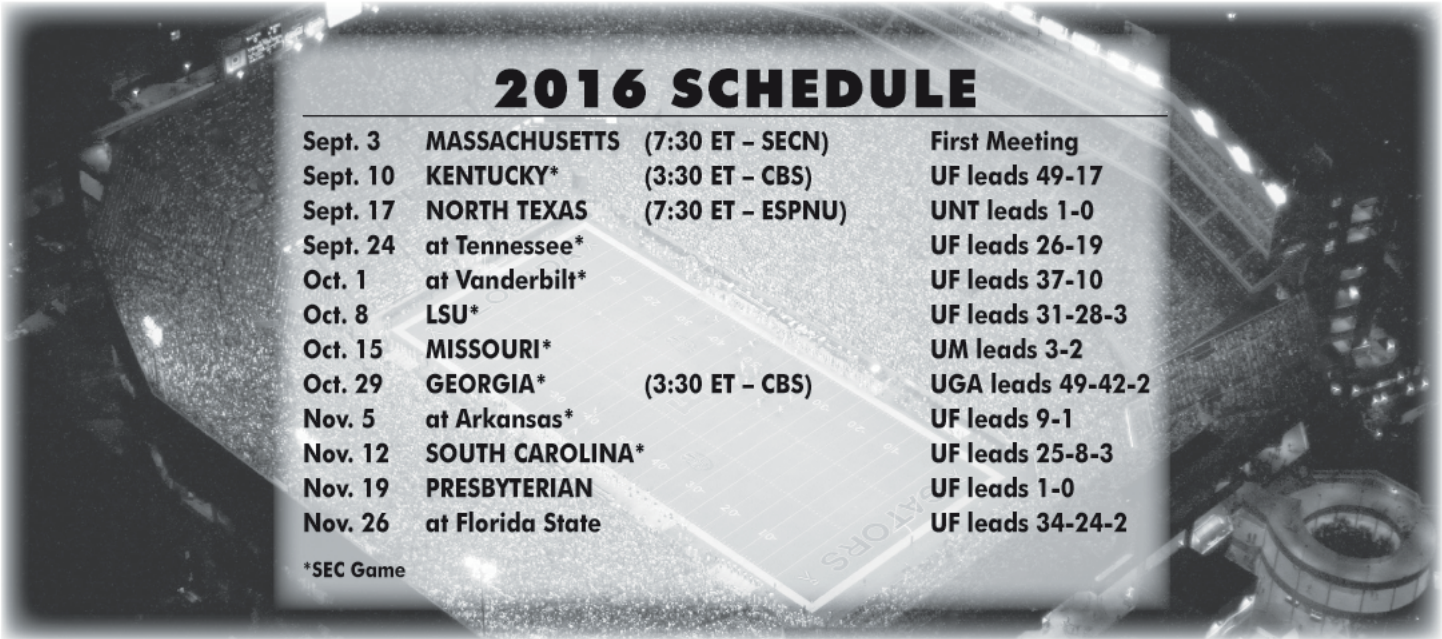 2016 SCHEDULE
Sept. 3 MASSACHUSETTS (7:30 ET – SECN) First Meeting
Sept. 10 KENTUCKY* (3:30 ET – CBS) UF leads 49-17
Sept. 17 NORTH TEXAS (7:30 ET – ESPNU) UNT leads 1-0
Sept. 24 at Tennessee* UF leads 26-19
Oct. 1 at Vanderbilt* UF leads 37-10
Oct. 8 LSU* UF leads 31-28-3
Oct. 15 MISSOURI* UM leads 3-2
Oct. 29 GEORGIA* (3:30 ET – CBS) UGA leads 49-42-2
Nov. 5 at Arkansas* UF leads 9-1
Nov. 12 SOUTH CAROLINA* UF leads 25-8-3
Nov. 19 PRESBYTERIAN UF leads 1-0
Nov. 26 at Florida State UF leads 34-24-2
*SEC Game
GATORS